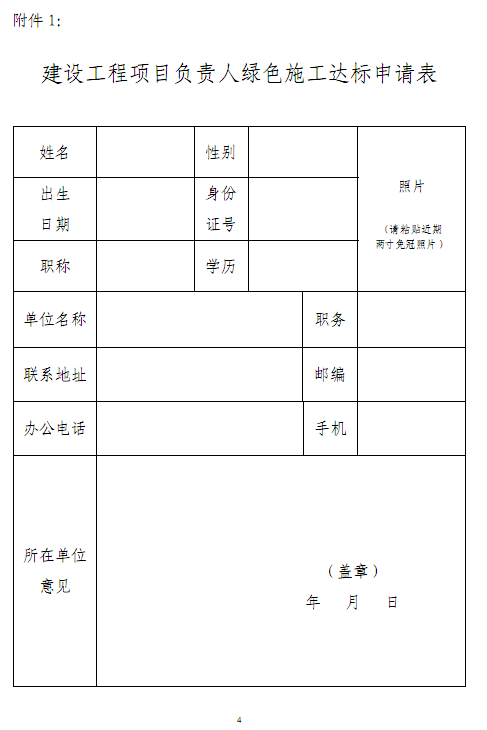 附件 1：
建设工程项目负责人绿色施工达标申请表
姓名
性别
照片
（请粘贴近期
两寸免冠照片）
出生
日期
身份
证号
职称
学历
单位名称
职务
联系地址
邮编
办公电话
手机
所在单位
意见
（盖章）
年 月 日
4